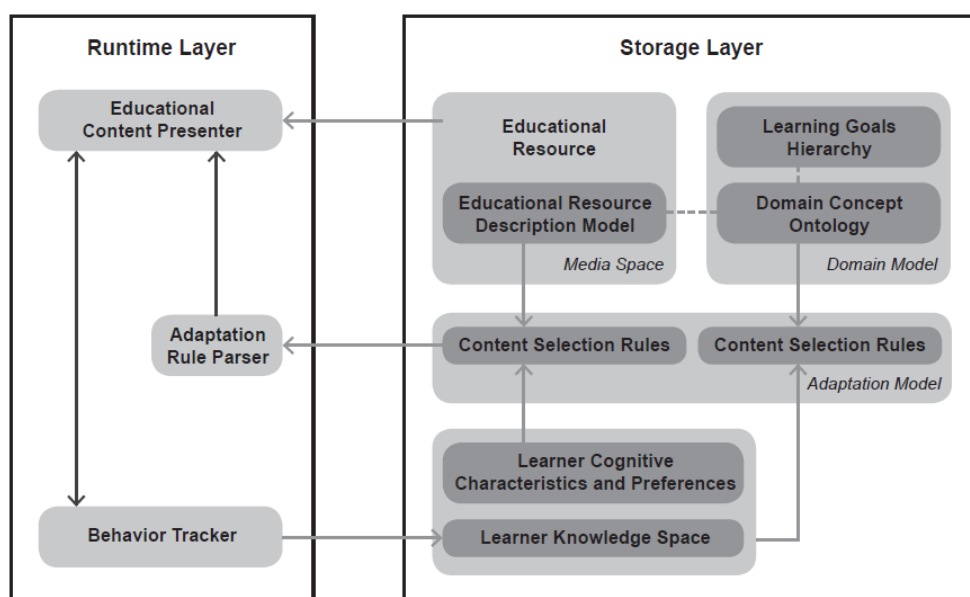 Runtime Layer
Educational
Content Presenter
Adaptation
Rule Parser
Behavior Tracker
Storage Layer
Educational
Resource
Educational Resource
Description Model
Media Space
Learning Goals
Hierarchy
Domain Concept
Ontology
Domain Model
Content Selection Rules
Content Selection Rules
Adaptation Model
Learner Cognitive
Characteristics and Preferences
Learner Knowledge Space